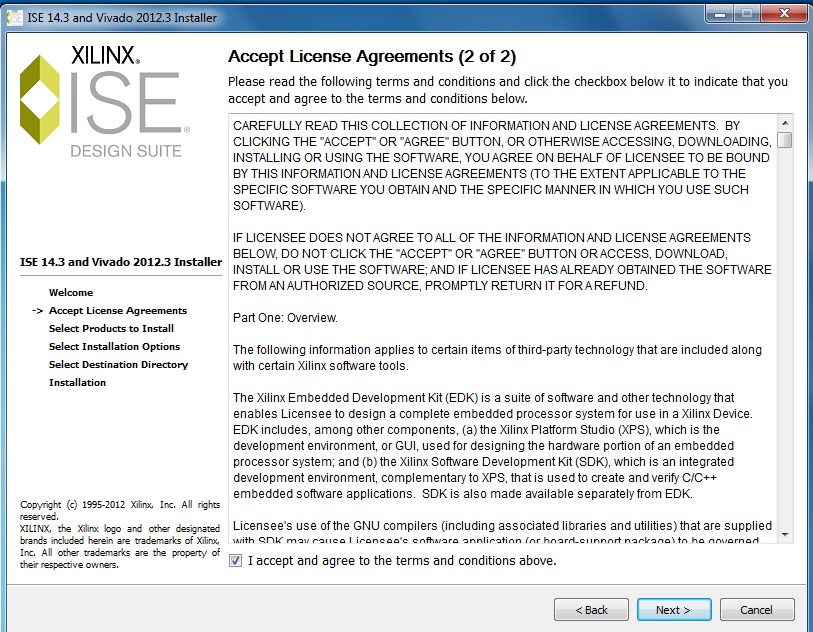 ISE 14.3 and Vivado 2012.3 Installer
XILINX®
ISE®
DESIGN SUITE
ISE 14.3 and Vivado 2012.3 Installer
Welcome
-> Accept License Agreements
Select Products to Install
Select Installation Options
Select Destination Directory
Installation
Copyright (c) 1995-2012 Xilinx, Inc. All rights
reserved.
XILINX, the Xilinx logo and other designated
brands included herein are trademarks of Xilinx,
Inc. All other trademarks are the property of
their respective owners.
Accept License Agreements (2 of 2)
Please read the following terms and conditions and click the checkbox below it to indicate that you
accept and agree to the terms and conditions below.
CAREFULLY READ THIS COLLECTION OF INFORMATION AND LICENSE AGREEMENTS.  BY
CLICKING THE "ACCEPT" OR "AGREE" BUTTON, OR OTHERWISE ACCESSING, DOWNLOADING,
INSTALLING OR USING THE SOFTWARE, YOU AGREE ON BEHALF OF LICENSEE TO BE BOUND
BY THIS INFORMATION AND LICENSE AGREEMENTS (TO THE EXTENT APPLICABLE TO THE
SPECIFIC SOFTWARE YOU OBTAIN AND THE SPECIFIC MANNER IN WHICH YOU USE SUCH
SOFTWARE).
IF LICENSEE DOES NOT AGREE TO ALL OF THE INFORMATION AND LICENSE AGREEMENTS
BELOW, DO NOT CLICK THE "ACCEPT" OR "AGREE" BUTTON OR ACCESS, DOWNLOAD,
INSTALL OR USE THE SOFTWARE; AND IF LICENSEE HAS ALREADY OBTAINED THE SOFTWARE
FROM AN AUTHORIZED SOURCE, PROMPTLY RETURN IT FOR A REFUND.
Part One: Overview.
The following information applies to certain items of third-party technology that are included along
with certain Xilinx software tools.
The Xilinx Embedded Development Kit (EDK) is a suite of software and other technology that
enables Licensee to design a complete embedded processor system for use in a Xilinx Device.
EDK includes, among other components, (a) the Xilinx Platform Studio (XPS), which is the
development environment, or GUI, used for designing the hardware portion of an embedded
processor system; and (b) the Xilinx Software Development Kit (SDK), which is an integrated
development environment, complementary to XPS, that is used to create and verify C/C++
embedded software applications.  SDK is also made available separately from EDK.
Licensee's use of the GNU compilers (including associated libraries and utilities) that are supplied
with SDK may cause Licensee's software application (or board-support package) to be governed
I accept and agree to the terms and conditions above.
< Back
Next >
Cancel